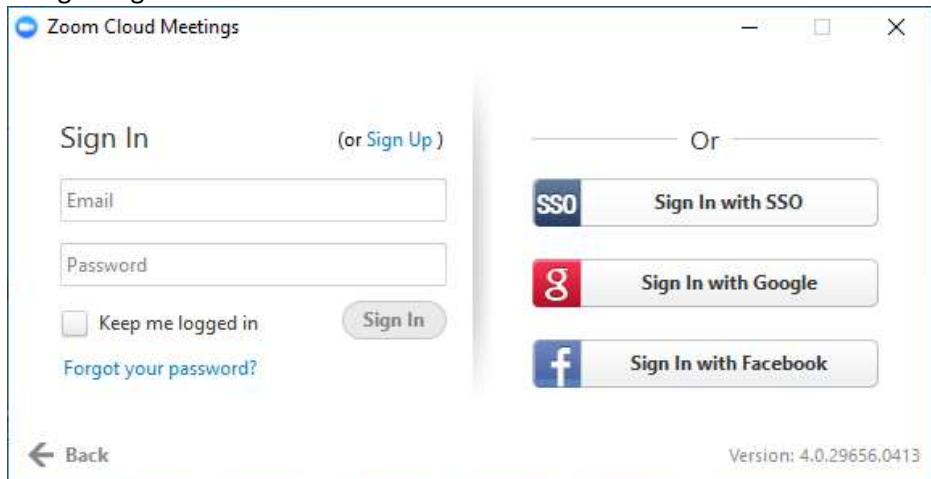 Zoom Cloud Meetings
Sign In (or Sign Up )
Email
Password
Keep me logged in Sign In
Forgot your password?
Or
SSO Sign In with SSO
g Sign In with Google
f Sign In with Facebook
Back
Version: 4.0.29656.0413